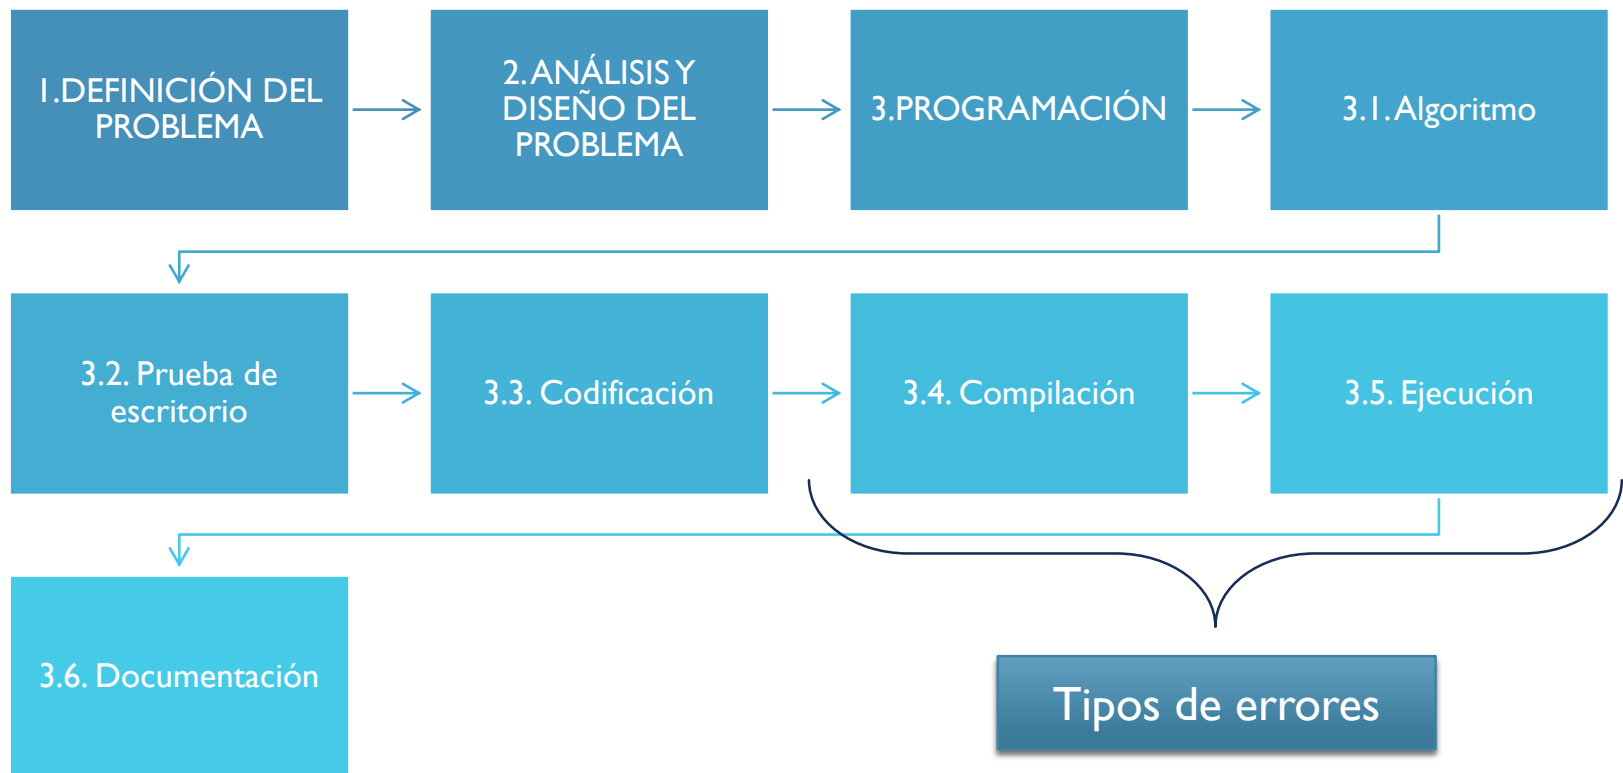 1.DEFINICIÓN DEL
PROBLEMA
2. ANÁLISIS Y
DISEÑO DEL
PROBLEMA
3.PROGRAMACIÓN
3.1. Algoritmo
3.2. Prueba de
escritorio
3.3. Codificación
3.4. Compilación
3.5. Ejecución
3.6. Documentación
Tipos de errores